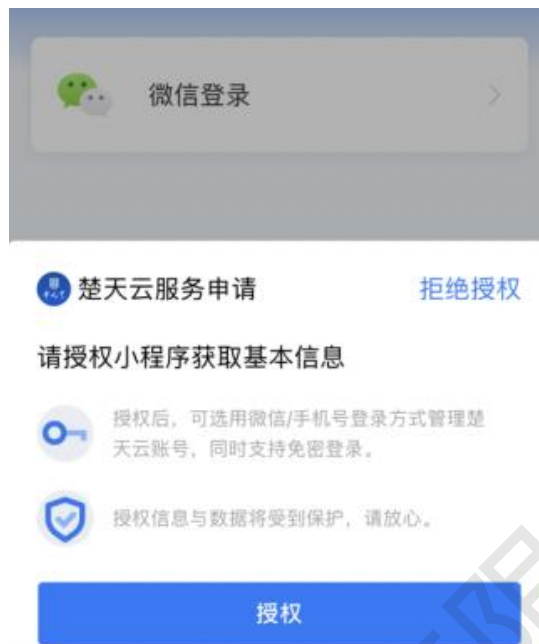 微信登录
楚天云服务申请
拒绝授权
请授权小程序获取基本信息
授权后，可选用微信/手机号登录方式管理楚
天云账号，同时支持免密登录。
授权信息与数据将受到保护，请放心。
授权